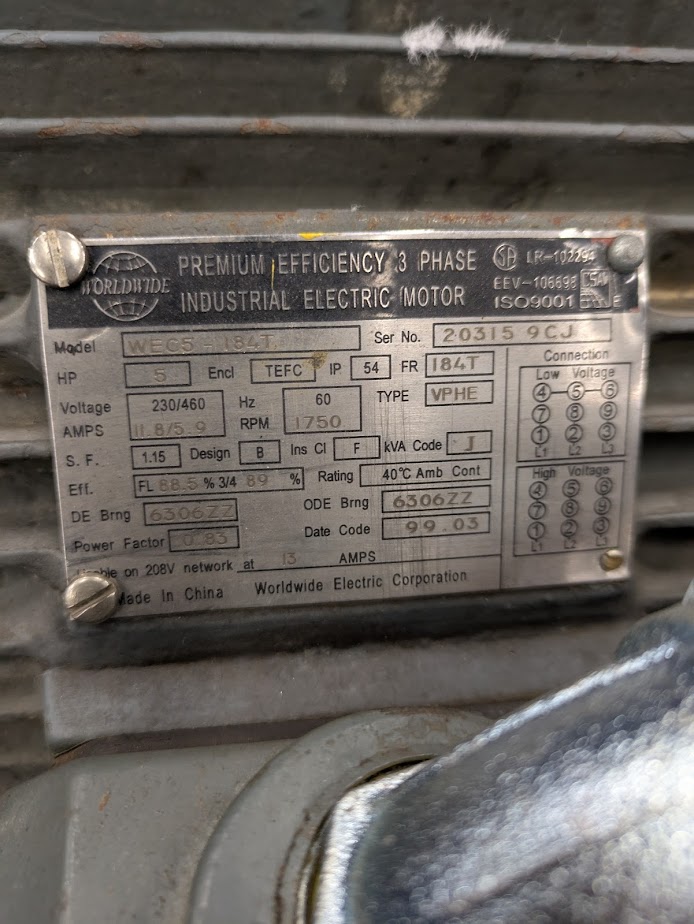 WORLDWIDE
PREMIUM EFFICIENCY 3 PHASE
INDUSTRIAL ELECTRIC MOTOR
SA LR-102294
EEV-106698 CSA
ISO9001
Model WEC5 184T Ser No. 20315 9CJ
HP 5 Encl TEFC IP 54 FR 184T
Voltage 230/460 Hz 60 TYPE VPHE
AMPS 11.8/5.9 RPM 1750
S. F. 1.15 Design B Ins Cl F kVA Code J
Eff. FL 88.5 % 3/4 89 % Rating 40°C Amb Cont
DE Brng 6306ZZ ODE Brng 6306ZZ
Power Factor 0.83 Date Code 99.03
on 208V network at 13 AMPS
Made In China Worldwide Electric Corporation
Connection
Low Voltage
4 5 6
7 8 9
1 2 3
L1 L2 L3
High Voltage
4 5 6
7 8 9
1 2 3
L1 L2 L3